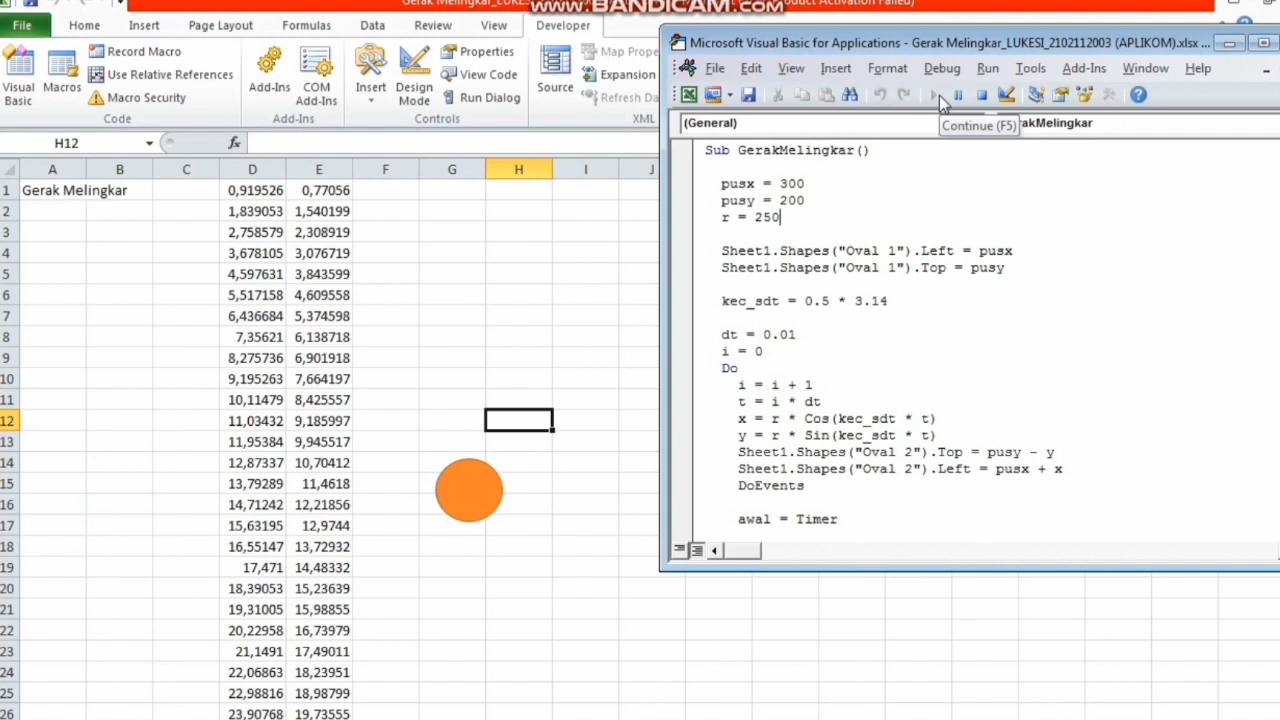 Gerak Melingkar_LUKES
www.BANDICAM.com
oduct Activation Failed)
File Home Insert Page Layout Formulas Data Review View Developer
Visual Basic
Macros
Record Macro
Use Relative References
Macro Security
Code
Add-Ins
COM Add-Ins
Add-Ins
Insert
Design Mode
Properties
View Code
Run Dialog
Controls
Source
Map Prope
Expansion
Refresh Da
XML
H12 fx
A B C D E F G H I J
1 Gerak Melingkar 0,919526 0,77056
2 1,839053 1,540199
3 2,758579 2,308919
4 3,678105 3,076719
5 4,597631 3,843599
6 5,517158 4,609558
7 6,436684 5,374598
8 7,35621 6,138718
9 8,275736 6,901918
10 9,195263 7,664197
11 10,11479 8,425557
12 11,03432 9,185997
13 11,95384 9,945517
14 12,87337 10,70412
15 13,79289 11,4618
16 14,71242 12,21856
17 15,63195 12,9744
18 16,55147 13,72932
19 17,471 14,48332
20 18,39053 15,23639
21 19,31005 15,98855
22 20,22958 16,73979
23 21,1491 17,49011
24 22,06863 18,23951
25 22,98816 18,98799
26 23,90768 19,73555
Microsoft Visual Basic for Applications - Gerak Melingkar_LUKESI_2102112003 (APLIKOM).xlsx ...
File Edit View Insert Format Debug Run Tools Add-Ins Window Help
Continue (F5)
(General) rakMelingkar
Sub GerakMelingkar()
pusx = 300
pusy = 200
r = 250
Sheet1.Shapes("Oval 1").Left = pusx
Sheet1.Shapes("Oval 1").Top = pusy
kec_sdt = 0.5 * 3.14
dt = 0.01
i = 0
Do
i = i + 1
t = i * dt
x = r * Cos(kec_sdt * t)
y = r * Sin(kec_sdt * t)
Sheet1.Shapes("Oval 2").Top = pusy - y
Sheet1.Shapes("Oval 2").Left = pusx + x
DoEvents
awal = Timer